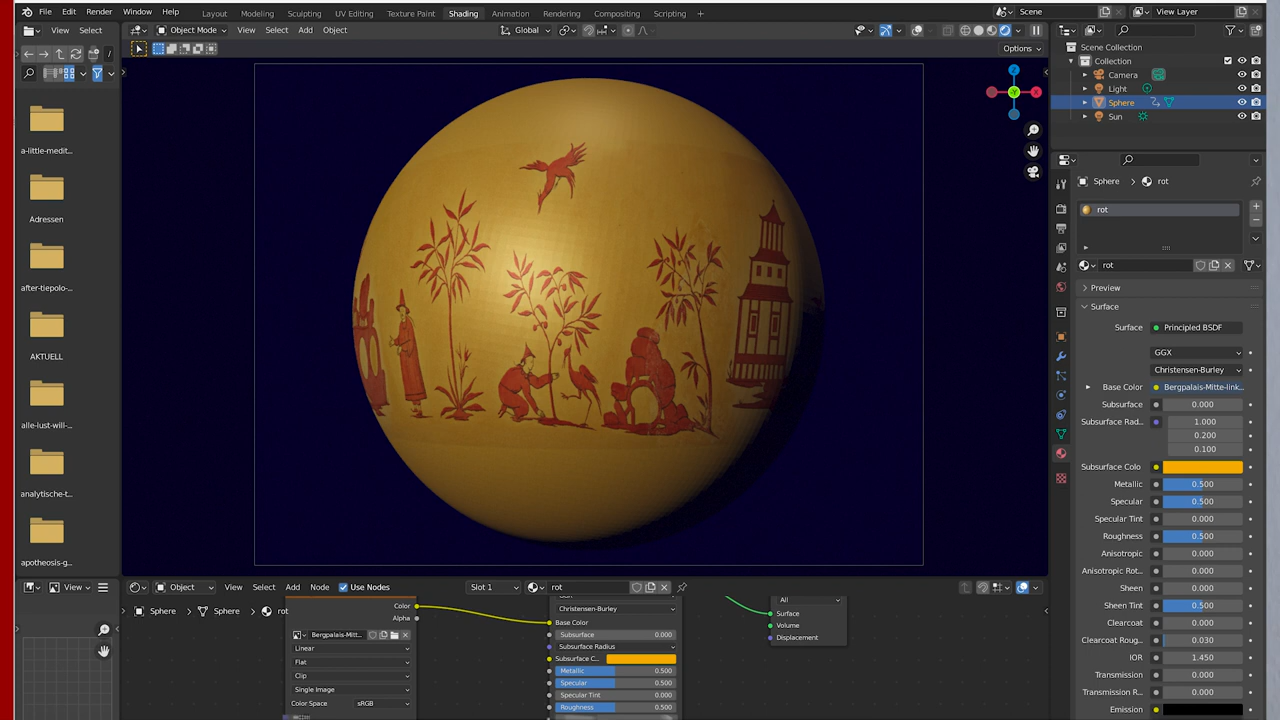 File Edit Render Window Help Layout Modeling Sculpting UV Editing Texture Paint Shading Animation Rendering Compositing Scripting + Scene View Layer
View Select Object Mode View Select Add Object Global
Options
Scene Collection
Collection
Camera
Light
Sphere
Sun
a-little-medit...
Adressen
after-tiepolo-...
AKTUELL
alle-lust-will-...
analytische-t...
apotheosis-g...
Z
Y
X
Sphere > rot
rot
rot
Preview
Surface
Surface Principled BSDF
GGX
Christensen-Burley
Base Color Bergpalais-Mitte-link...
Subsurface 0.000
Subsurface Rad... 1.000
0.200
0.100
Subsurface Colo
Metallic 0.500
Specular 0.500
Specular Tint 0.000
Roughness 0.500
Anisotropic 0.000
Anisotropic Rot... 0.000
Sheen 0.000
Sheen Tint 0.500
Clearcoat 0.000
Clearcoat Roug... 0.030
IOR 1.450
Transmission 0.000
Transmission R... 0.000
Emission
View Object View Select Add Node Use Nodes Slot 1 rot
Sphere > Sphere > rot
Color
Alpha
Bergpalais-Mitt...
Linear
Flat
Clip
Single Image
Color Space sRGB
Christensen-Burley
Base Color
Subsurface 0.000
Subsurface Radius
Subsurface C...
Metallic 0.500
Specular 0.500
Specular Tint 0.000
Roughness 0.500
All
Surface
Volume
Displacement